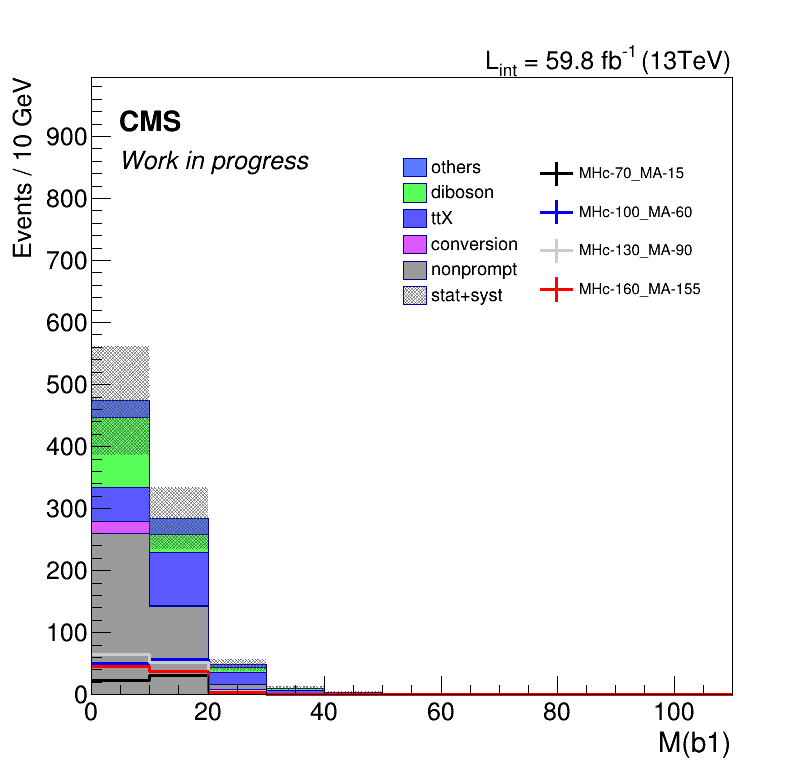 L_int = 59.8 fb^-1 (13TeV)
Events / 10 GeV
CMS
Work in progress
others
diboson
ttX
conversion
nonprompt
stat+syst
MHc-70_MA-15
MHc-100_MA-60
MHc-130_MA-90
MHc-160_MA-155
900
800
700
600
500
400
300
200
100
0
0 20 40 60 80 100
M(b1)